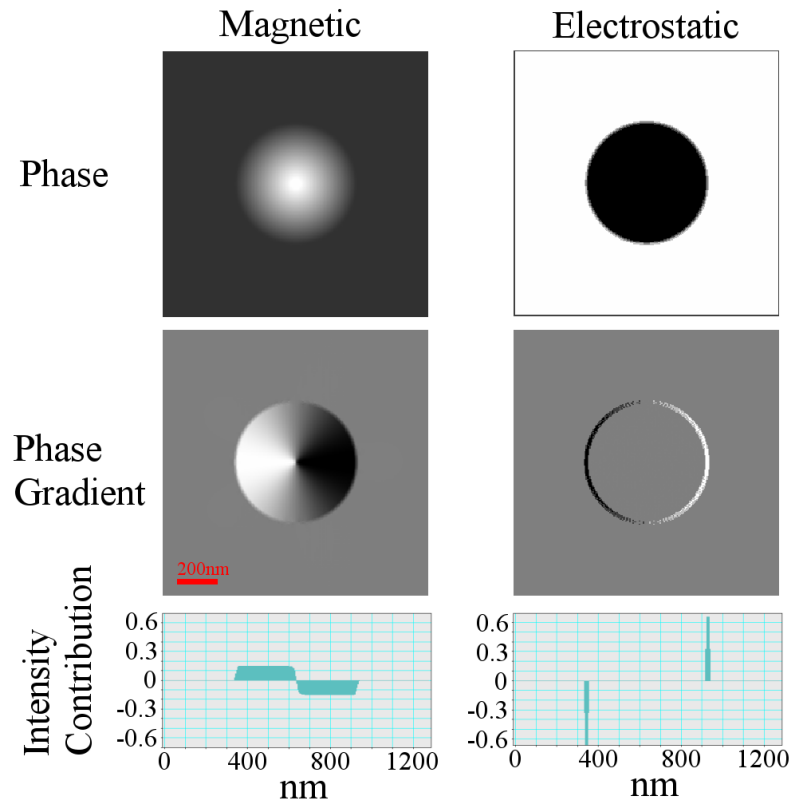 Magnetic
Electrostatic
Phase
Phase
Gradient
200nm
Intensity
Contribution
0.6
0.3
0
-0.3
-0.6
0
400
800
1200
nm
0.6
0.3
0
-0.3
-0.6
0
400
800
1200
nm